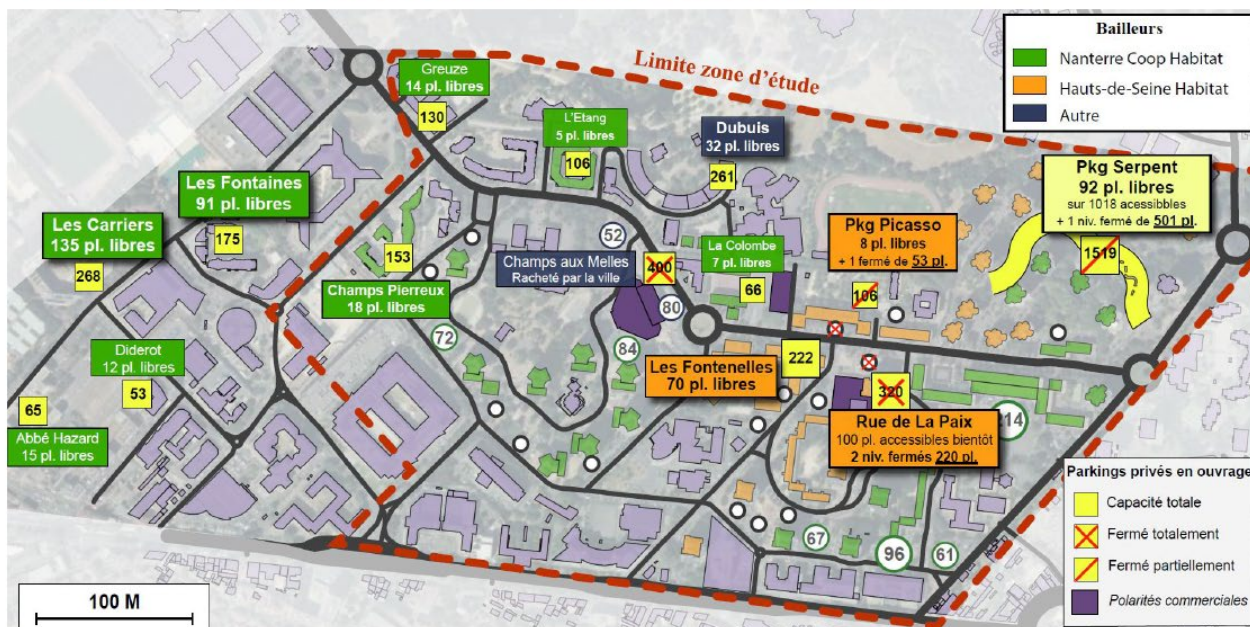 Bailleurs
Nanterre Coop Habitat
Hauts-de-Seine Habitat
Autre
Limite zone d'étude
Greuze
14 pl. libres
130
L'Etang
5 pl. libres
106
Dubuis
32 pl. libres
261
Pkg Serpent
92 pl. libres
sur 1018 acessibles
+ 1 niv. fermé de 501 pl.
1519
Les Fontaines
91 pl. libres
175
Les Carriers
135 pl. libres
268
153
Champs Pierreux
18 pl. libres
52
Champs aux Melles
Racheté par la ville
400
80
La Colombe
7 pl. libres
66
Pkg Picasso
8 pl. libres
+ 1 fermé de 53 pl.
106
72
84
Les Fontenelles
70 pl. libres
222
320
Rue de La Paix
100 pl. accessibles bientôt
2 niv. fermés 220 pl.
214
Diderot
12 pl. libres
53
65
Abbé Hazard
15 pl. libres
67
96
61
Parkings privés en ouvrage
Capacité totale
Fermé totalement
Fermé partiellement
Polarités commerciales
100 M